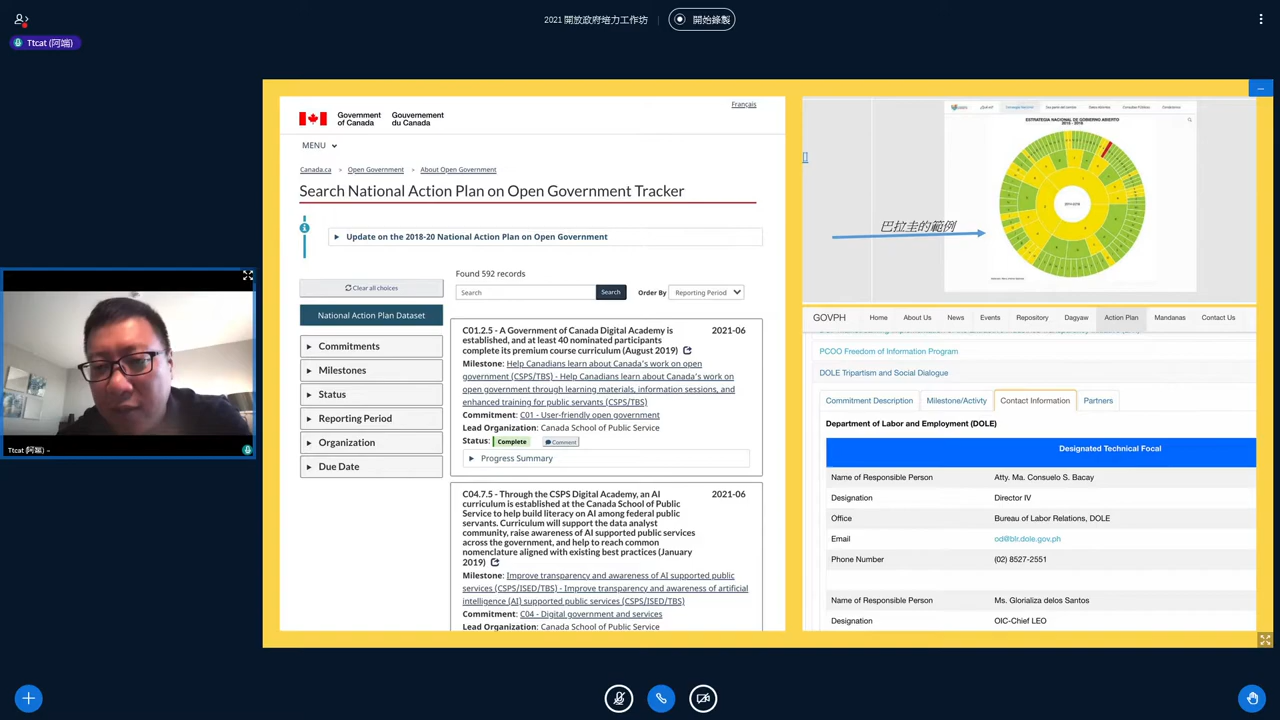 2021 開放政府培力工作坊
開始錄製
Ttcat (阿端)
Ttcat (阿端) –
Français
Government of Canada
Gouvernement du Canada
MENU
Canada.ca > Open Government > About Open Government
Search National Action Plan on Open Government Tracker
Update on the 2018-20 National Action Plan on Open Government
Found 592 records
Clear all choices
Search
Search
Order By
Reporting Period
National Action Plan Dataset
Commitments
Milestones
Status
Reporting Period
Organization
Due Date
C01.2.5 - A Government of Canada Digital Academy is
2021-06
established, and at least 40 nominated participants
complete its premium course curriculum (August 2019)
Milestone: Help Canadians learn about Canada's work on open
government (CSPS/TBS) - Help Canadians learn about Canada's work on
open government through learning materials, information sessions, and
enhanced training for public servants (CSPS/TBS)
Commitment: C01 - User-friendly open government
Lead Organization: Canada School of Public Service
Status: Complete Comment
Progress Summary
C04.7.5 - Through the CSPS Digital Academy, an AI
2021-06
curriculum is established at the Canada School of Public
Service to help build literacy on AI among federal public
servants. Curriculum will support the data analyst
community, raise awareness of AI supported public services
across the government, and help to reach common
nomenclature aligned with existing best practices (January
2019)
Milestone: Improve transparency and awareness of AI supported public
services (CSPS/ISED/TBS) - Improve transparency and awareness of artificial
intelligence (AI) supported public services (CSPS/ISED/TBS)
Commitment: C04 - Digital government and services
Lead Organization: Canada School of Public Service
ESTRATEGIA NACIONAL DE GOBIERNO ABIERTO
巴拉圭的範例
GOVPH Home About Us News Events Repository Dagyaw Action Plan Mandanas Contact Us
PCOO Freedom of Information Program
DOLE Tripartism and Social Dialogue
Commitment Description Milestone/Activty Contact Information Partners
Department of Labor and Employment (DOLE)
Designated Technical Focal
Name of Responsible Person Atty. Ma. Consuelo S. Bacay
Designation Director IV
Office Bureau of Labor Relations, DOLE
Email od@blr.dole.gov.ph
Phone Number (02) 8527-2551
Name of Responsible Person Ms. Glorializa delos Santos
Designation OIC-Chief LEO